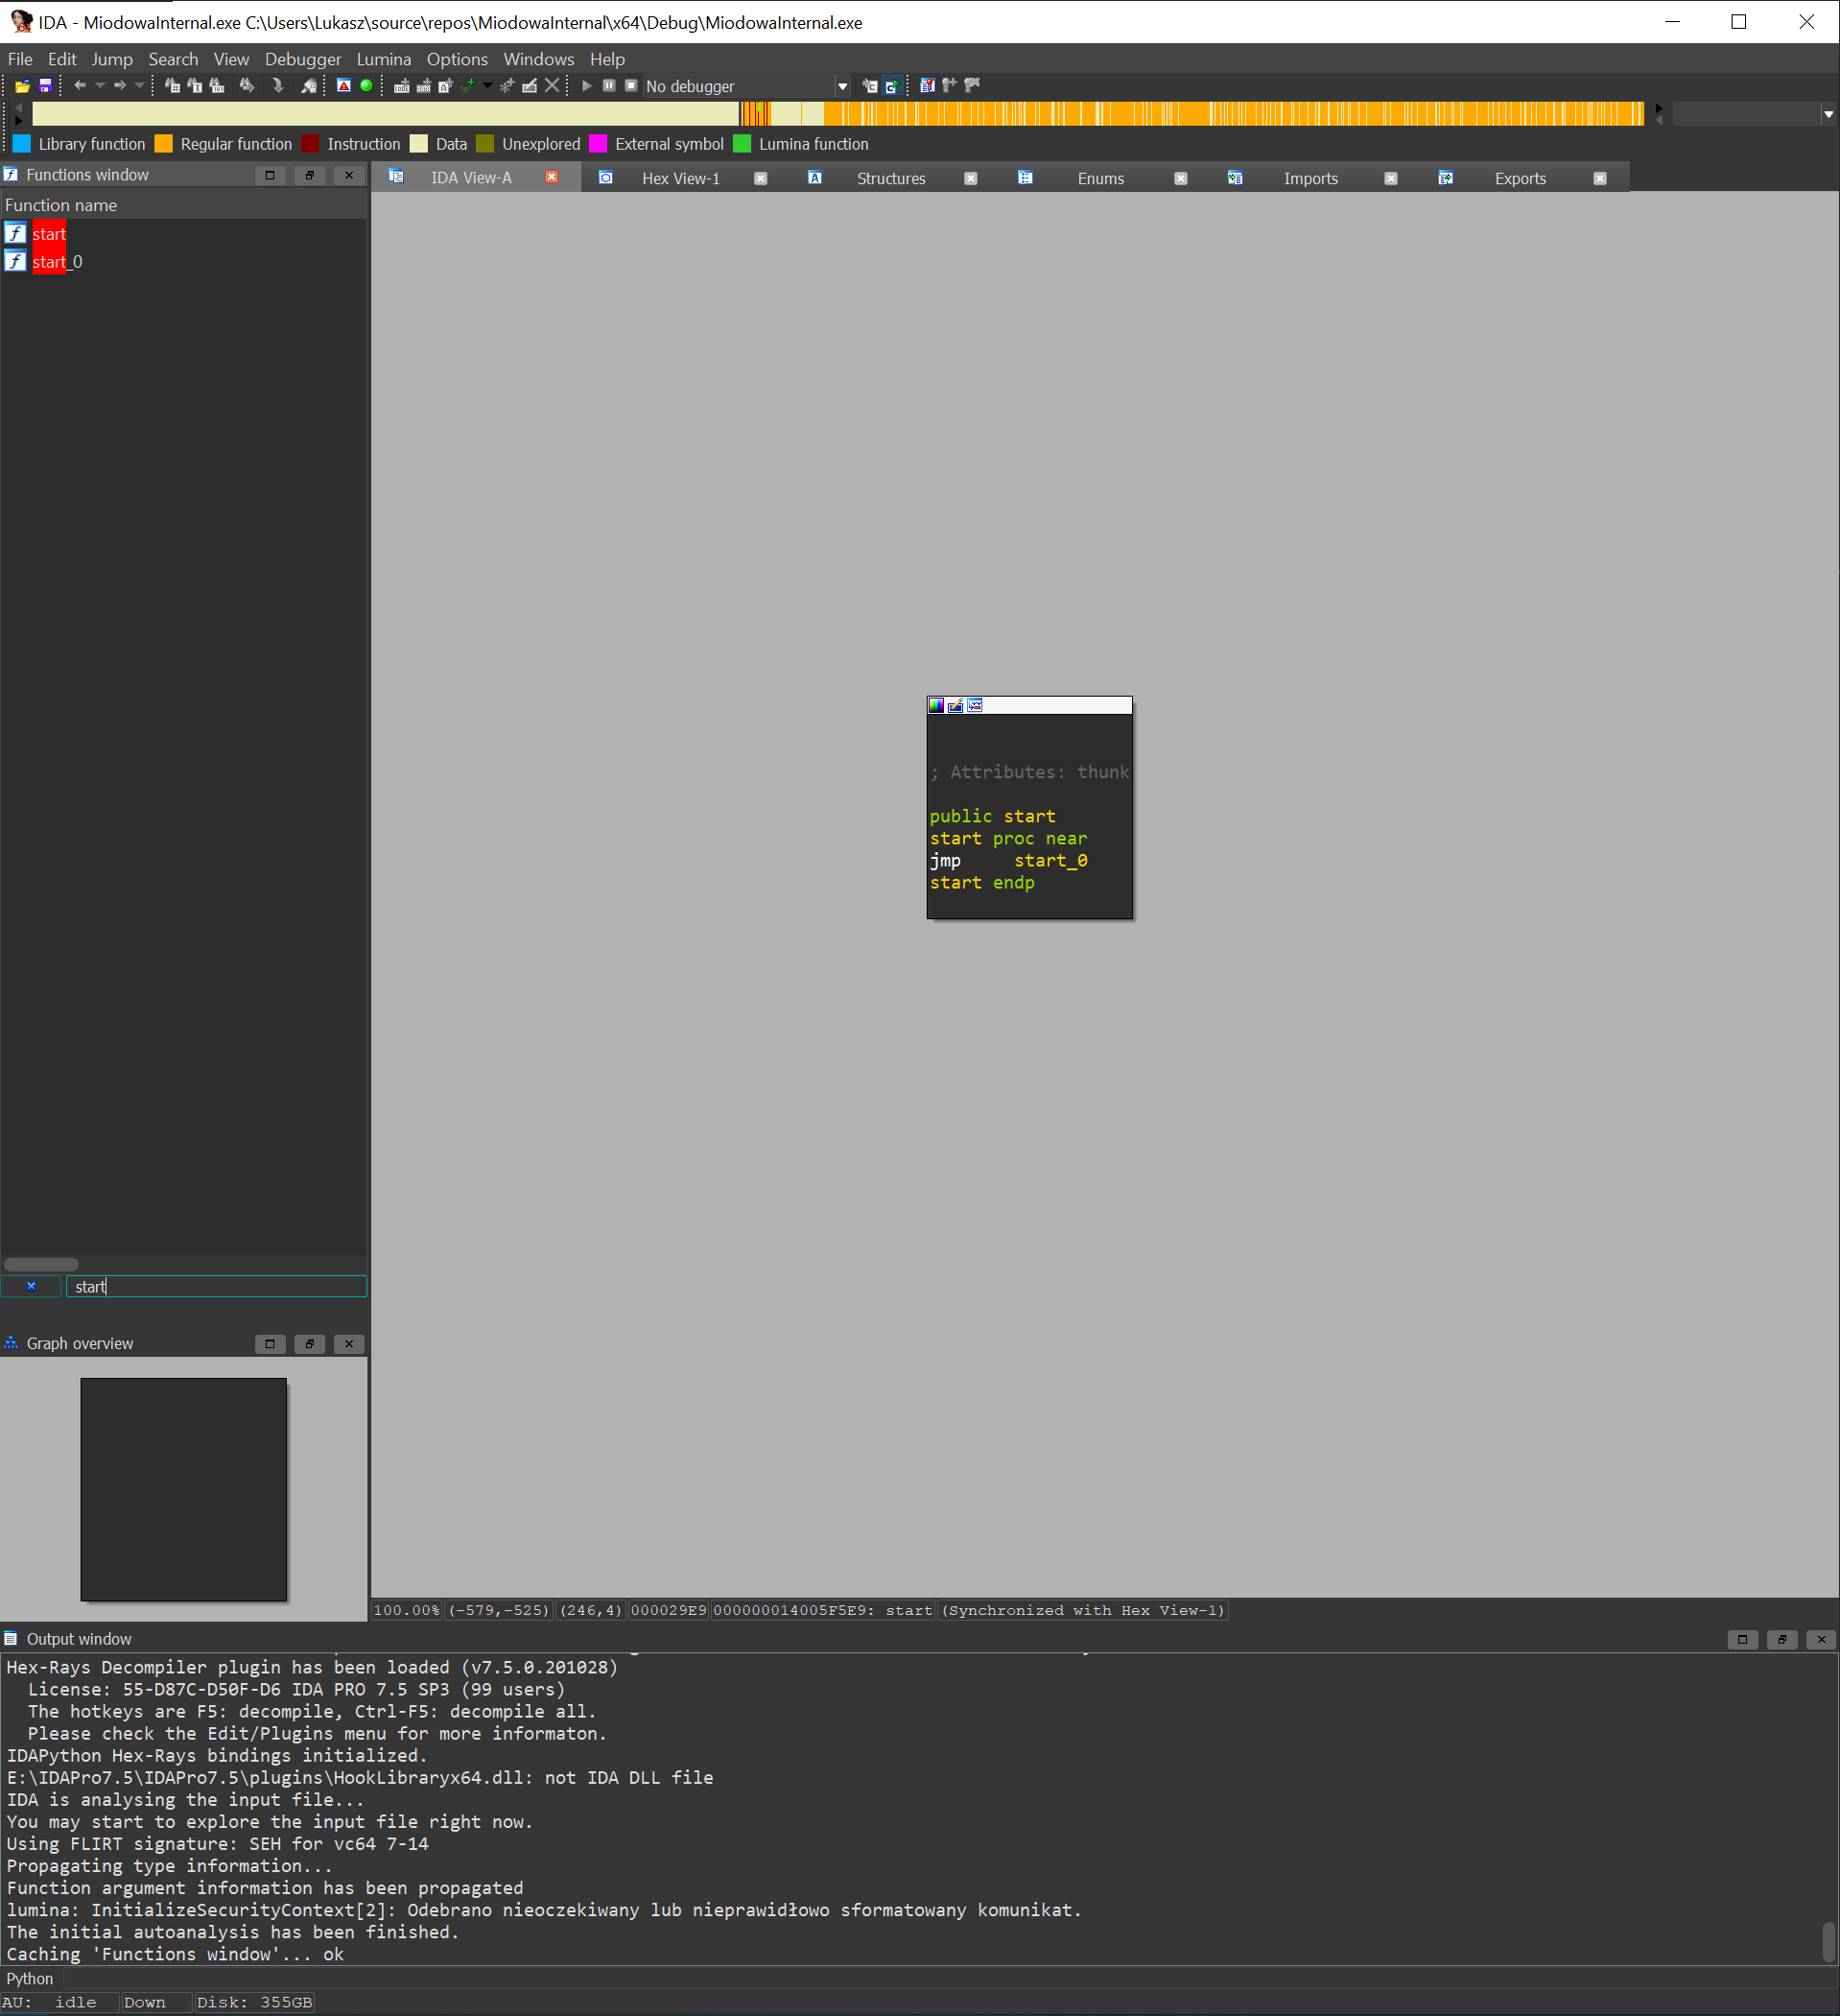 IDA - MiodowaInternal.exe C:\Users\Lukasz\source\repos\MiodowaInternal\x64\Debug\MiodowaInternal.exe
File Edit Jump Search View Debugger Lumina Options Windows Help
No debugger
Library function Regular function Instruction Data Unexplored External symbol Lumina function
Functions window
IDA View-A Hex View-1 Structures Enums Imports Exports
Function name
start
start_0
; Attributes: thunk
public start
start proc near
jmp start_0
start endp
start
Graph overview
100.00% (-579,-525) (246,4) 000029E9 000000014005F5E9: start (Synchronized with Hex View-1)
Output window
Hex-Rays Decompiler plugin has been loaded (v7.5.0.201028)
License: 55-D87C-D50F-D6 IDA PRO 7.5 SP3 (99 users)
The hotkeys are F5: decompile, Ctrl-F5: decompile all.
Please check the Edit/Plugins menu for more informaton.
IDAPython Hex-Rays bindings initialized.
E:\IDAPro7.5\IDAPro7.5\plugins\HookLibraryx64.dll: not IDA DLL file
IDA is analysing the input file...
You may start to explore the input file right now.
Using FLIRT signature: SEH for vc64 7-14
Propagating type information...
Function argument information has been propagated
lumina: InitializeSecurityContext[2]: Odebrano nieoczekiwany lub nieprawidłowo sformatowany komunikat.
The initial autoanalysis has been finished.
Caching 'Functions window'... ok
Python
AU: idle Down Disk: 355GB